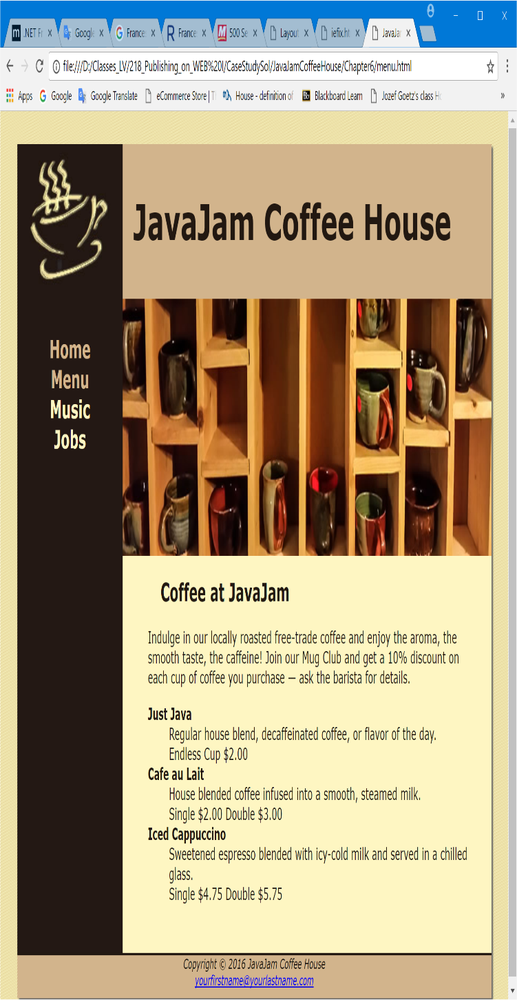 .NET Fr
Google
France
France
500 Se
Layout
iefix.ht
JavaJar
file:///D:/Classes_LV/218_Publishing_on_WEB%20I/CaseStudySol/JavaJamCoffeeHouse/Chapter6/menu.html
Apps Google Google Translate eCommerce Store | T House - definition of Blackboard Learn Jozef Goetz's class Ho »
JavaJam Coffee House
Home
Menu
Music
Jobs
Coffee at JavaJam
Indulge in our locally roasted free-trade coffee and enjoy the aroma, the
smooth taste, the caffeine! Join our Mug Club and get a 10% discount on
each cup of coffee you purchase — ask the barista for details.
Just Java
Regular house blend, decaffeinated coffee, or flavor of the day.
Endless Cup $2.00
Cafe au Lait
House blended coffee infused into a smooth, steamed milk.
Single $2.00 Double $3.00
Iced Cappuccino
Sweetened espresso blended with icy-cold milk and served in a chilled
glass.
Single $4.75 Double $5.75
Copyright © 2016 JavaJam Coffee House
yourfirstname@yourlastname.com